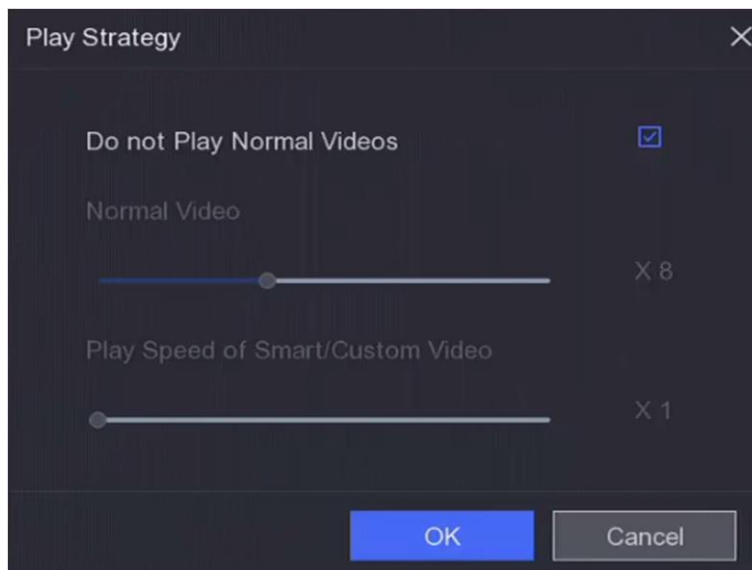 Play Strategy
Do not Play Normal Videos
Normal Video
X 8
Play Speed of Smart/Custom Video
X 1
OK
Cancel